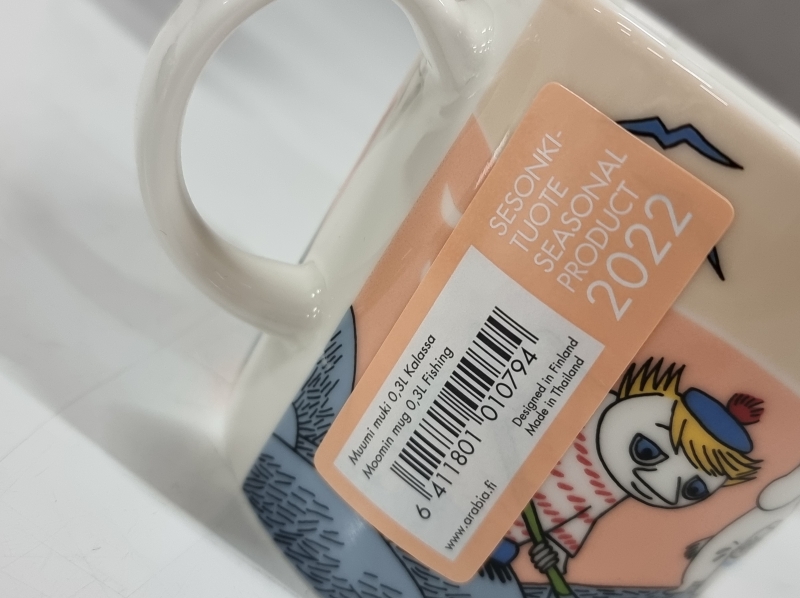 SESONKI-
TUOTE
SEASONAL
PRODUCT
2022
Muumi muki 0,3L Kalassa
Moomin mug 0,3L Fishing
6 411801 010794
Designed in Finland
Made in Thailand
www.arabia.fi